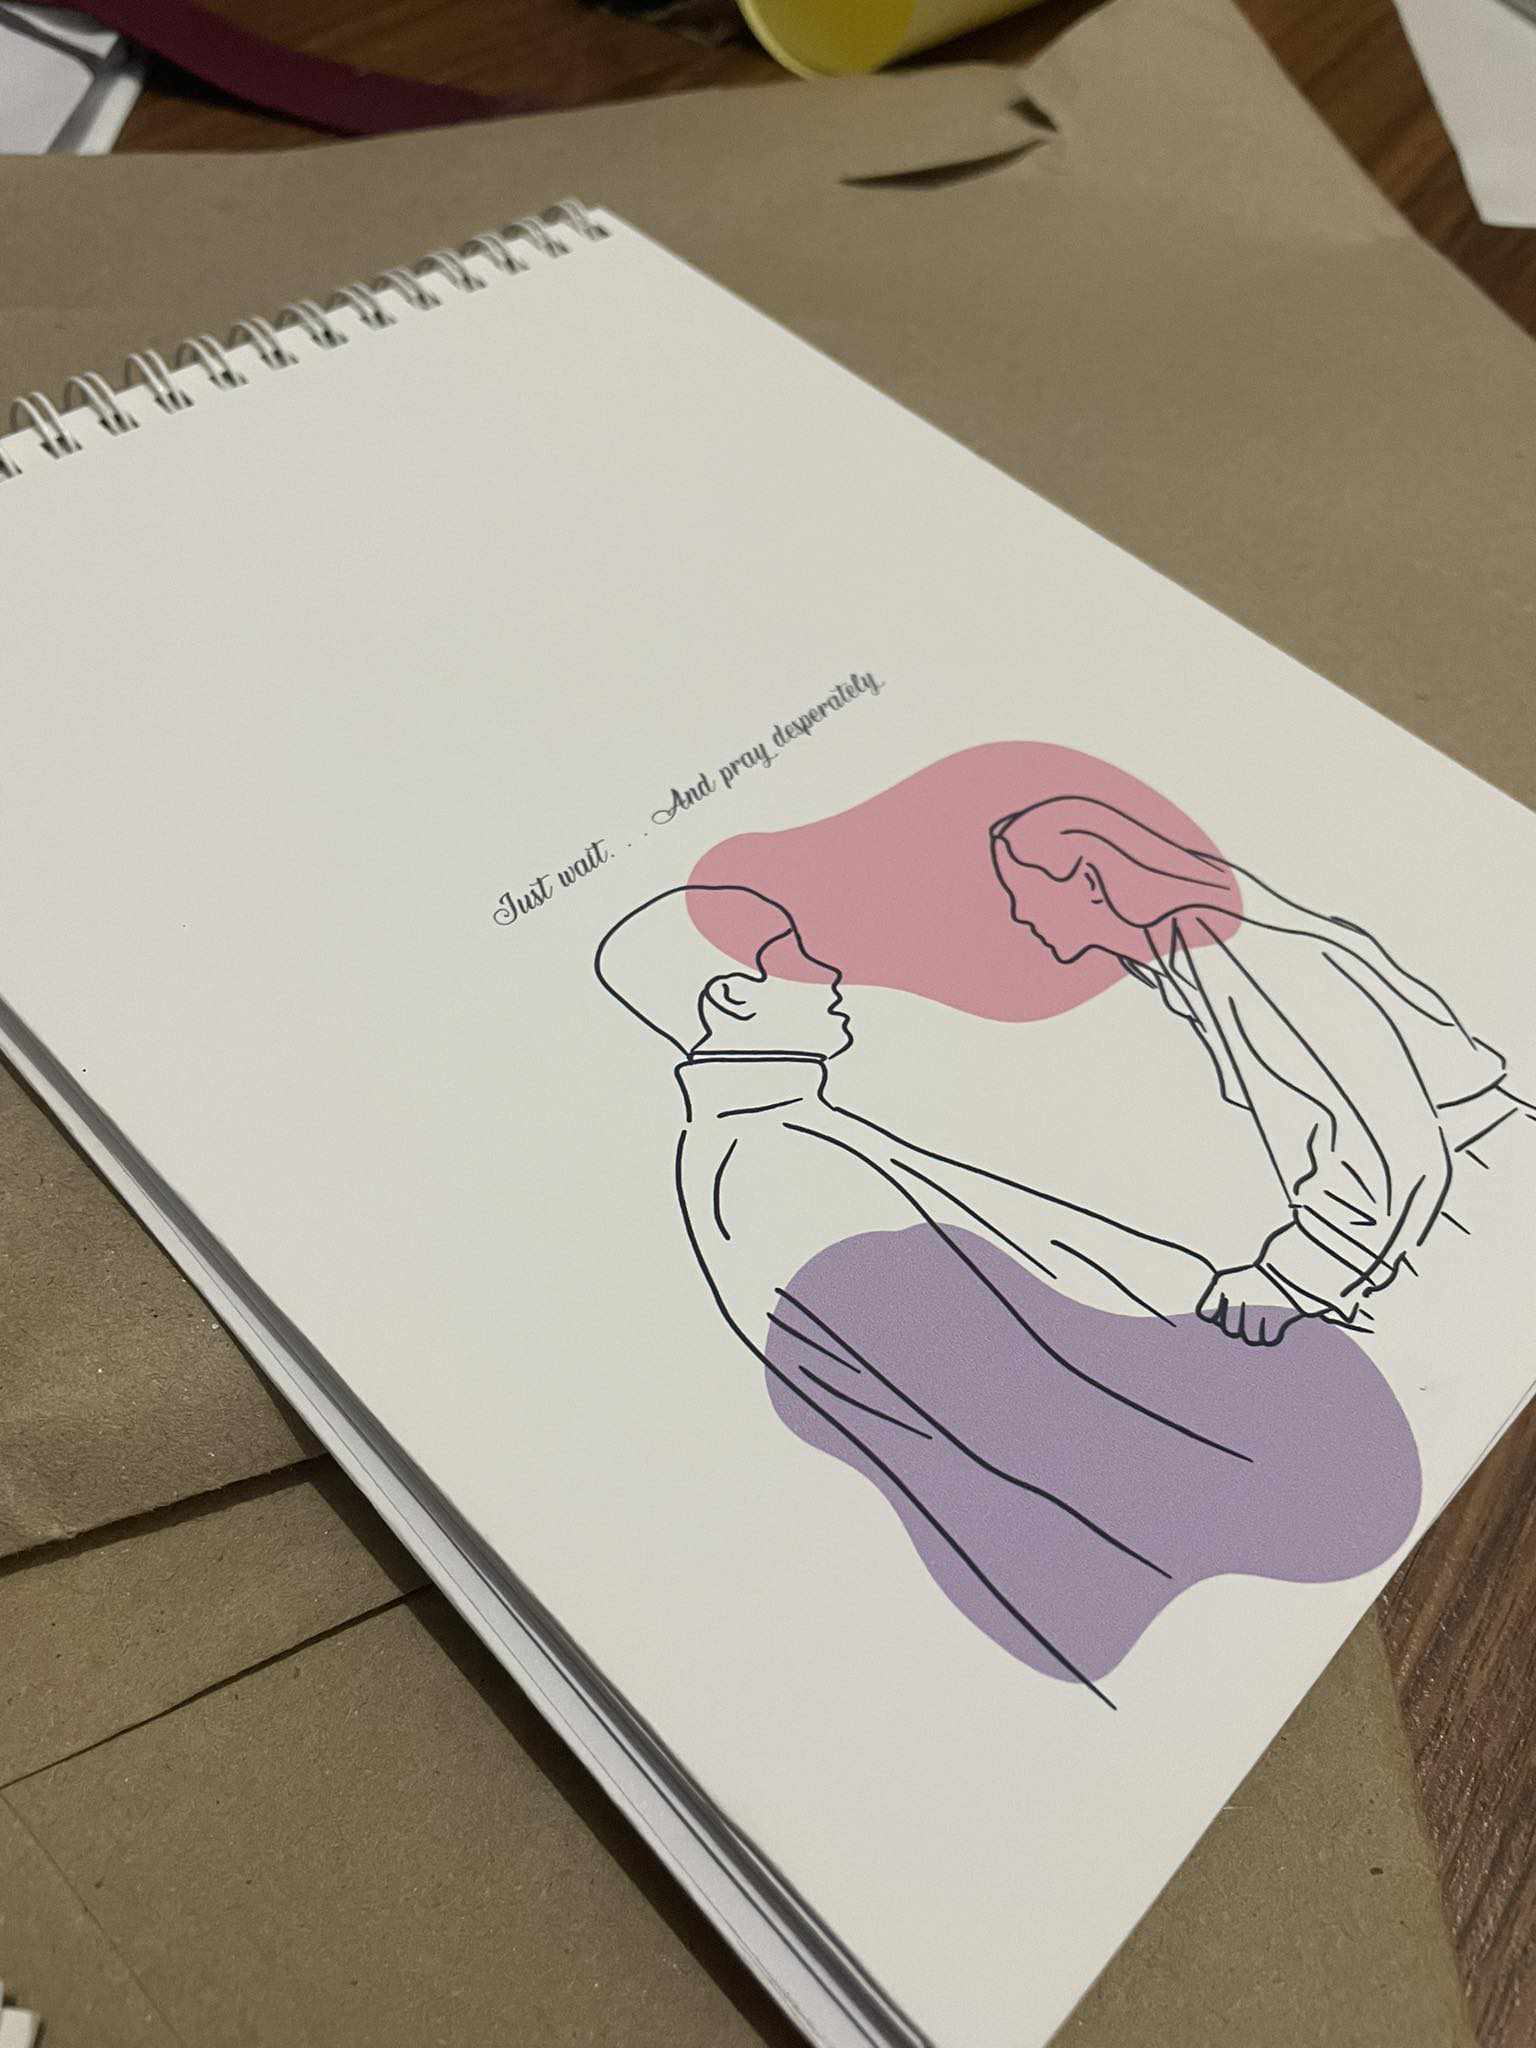 Just wait. . . And pray desperately